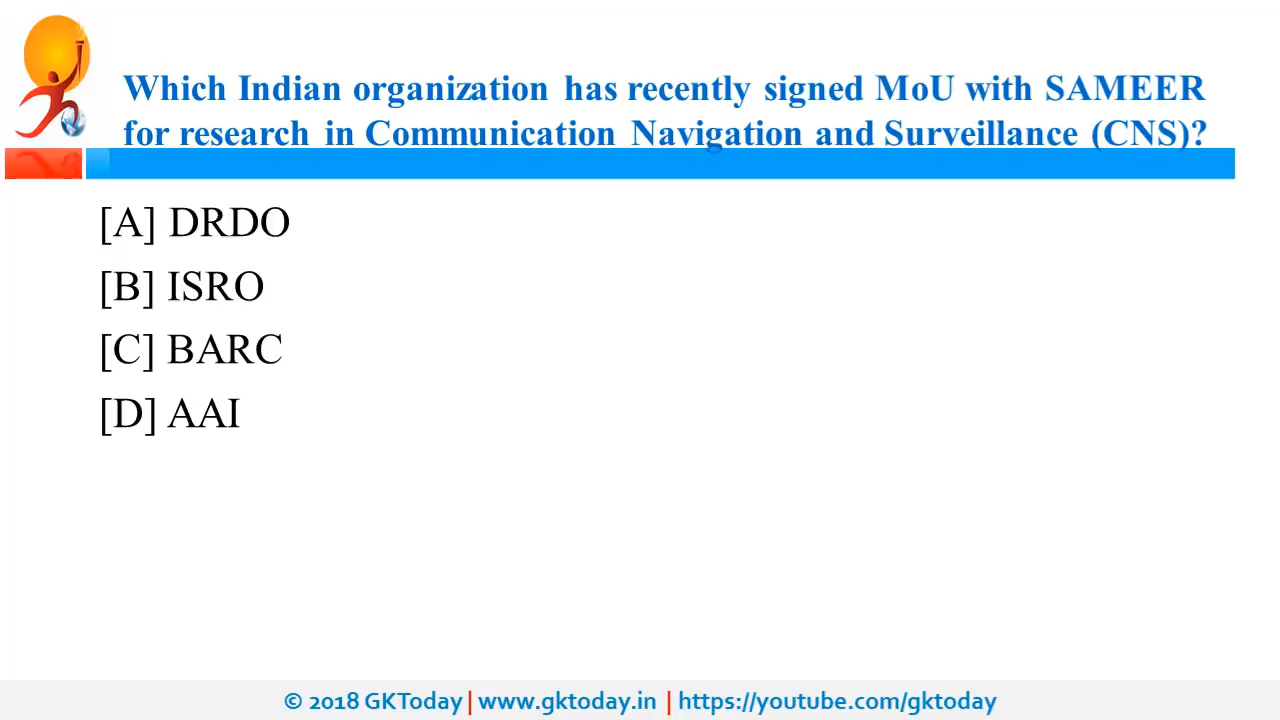 Which Indian organization has recently signed MoU with SAMEER
for research in Communication Navigation and Surveillance (CNS)?
[A] DRDO
[B] ISRO
[C] BARC
[D] AAI
© 2018 GKToday | www.gktoday.in | https://youtube.com/gktoday